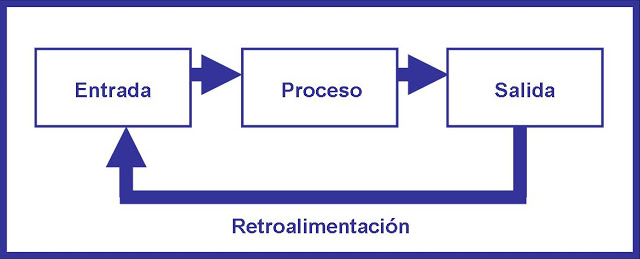 Entrada
Proceso
Salida
Retroalimentación